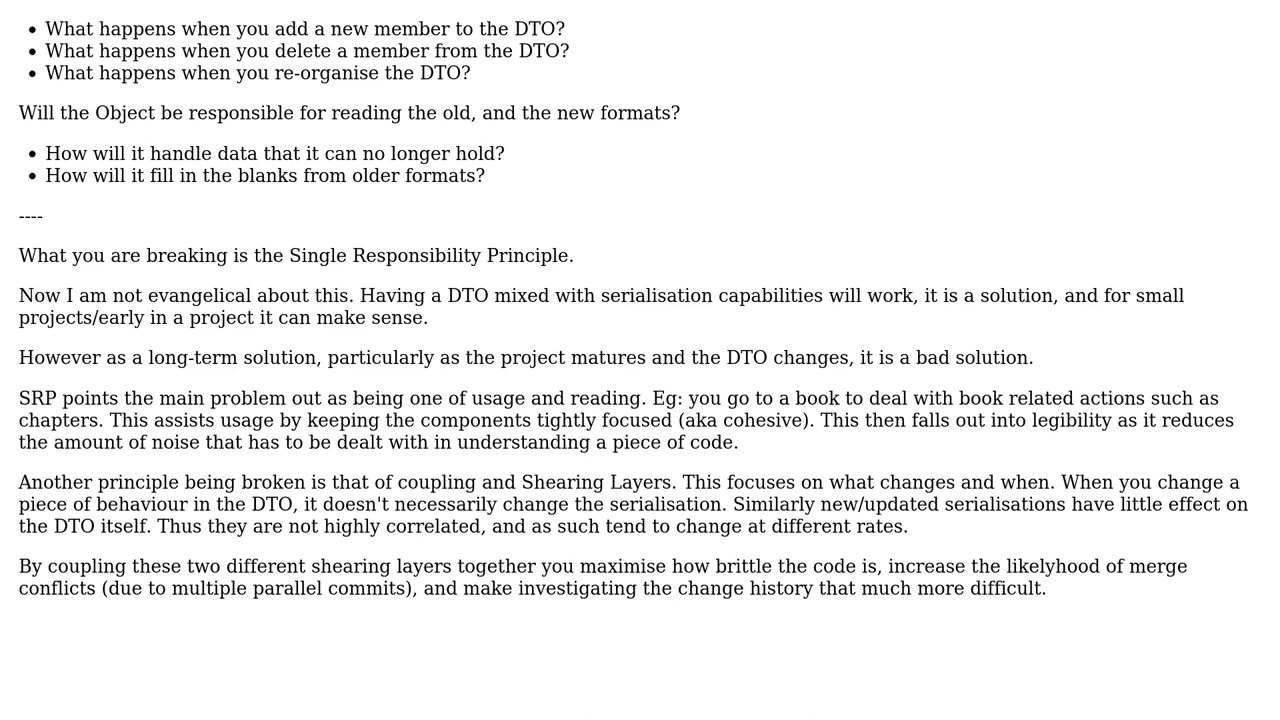 • What happens when you add a new member to the DTO?
• What happens when you delete a member from the DTO?
• What happens when you re-organise the DTO?
Will the Object be responsible for reading the old, and the new formats?
• How will it handle data that it can no longer hold?
• How will it fill in the blanks from older formats?
----
What you are breaking is the Single Responsibility Principle.
Now I am not evangelical about this. Having a DTO mixed with serialisation capabilities will work, it is a solution, and for small
projects/early in a project it can make sense.
However as a long-term solution, particularly as the project matures and the DTO changes, it is a bad solution.
SRP points the main problem out as being one of usage and reading. Eg: you go to a book to deal with book related actions such as
chapters. This assists usage by keeping the components tightly focused (aka cohesive). This then falls out into legibility as it reduces
the amount of noise that has to be dealt with in understanding a piece of code.
Another principle being broken is that of coupling and Shearing Layers. This focuses on what changes and when. When you change a
piece of behaviour in the DTO, it doesn't necessarily change the serialisation. Similarly new/updated serialisations have little effect on
the DTO itself. Thus they are not highly correlated, and as such tend to change at different rates.
By coupling these two different shearing layers together you maximise how brittle the code is, increase the likelyhood of merge
conflicts (due to multiple parallel commits), and make investigating the change history that much more difficult.